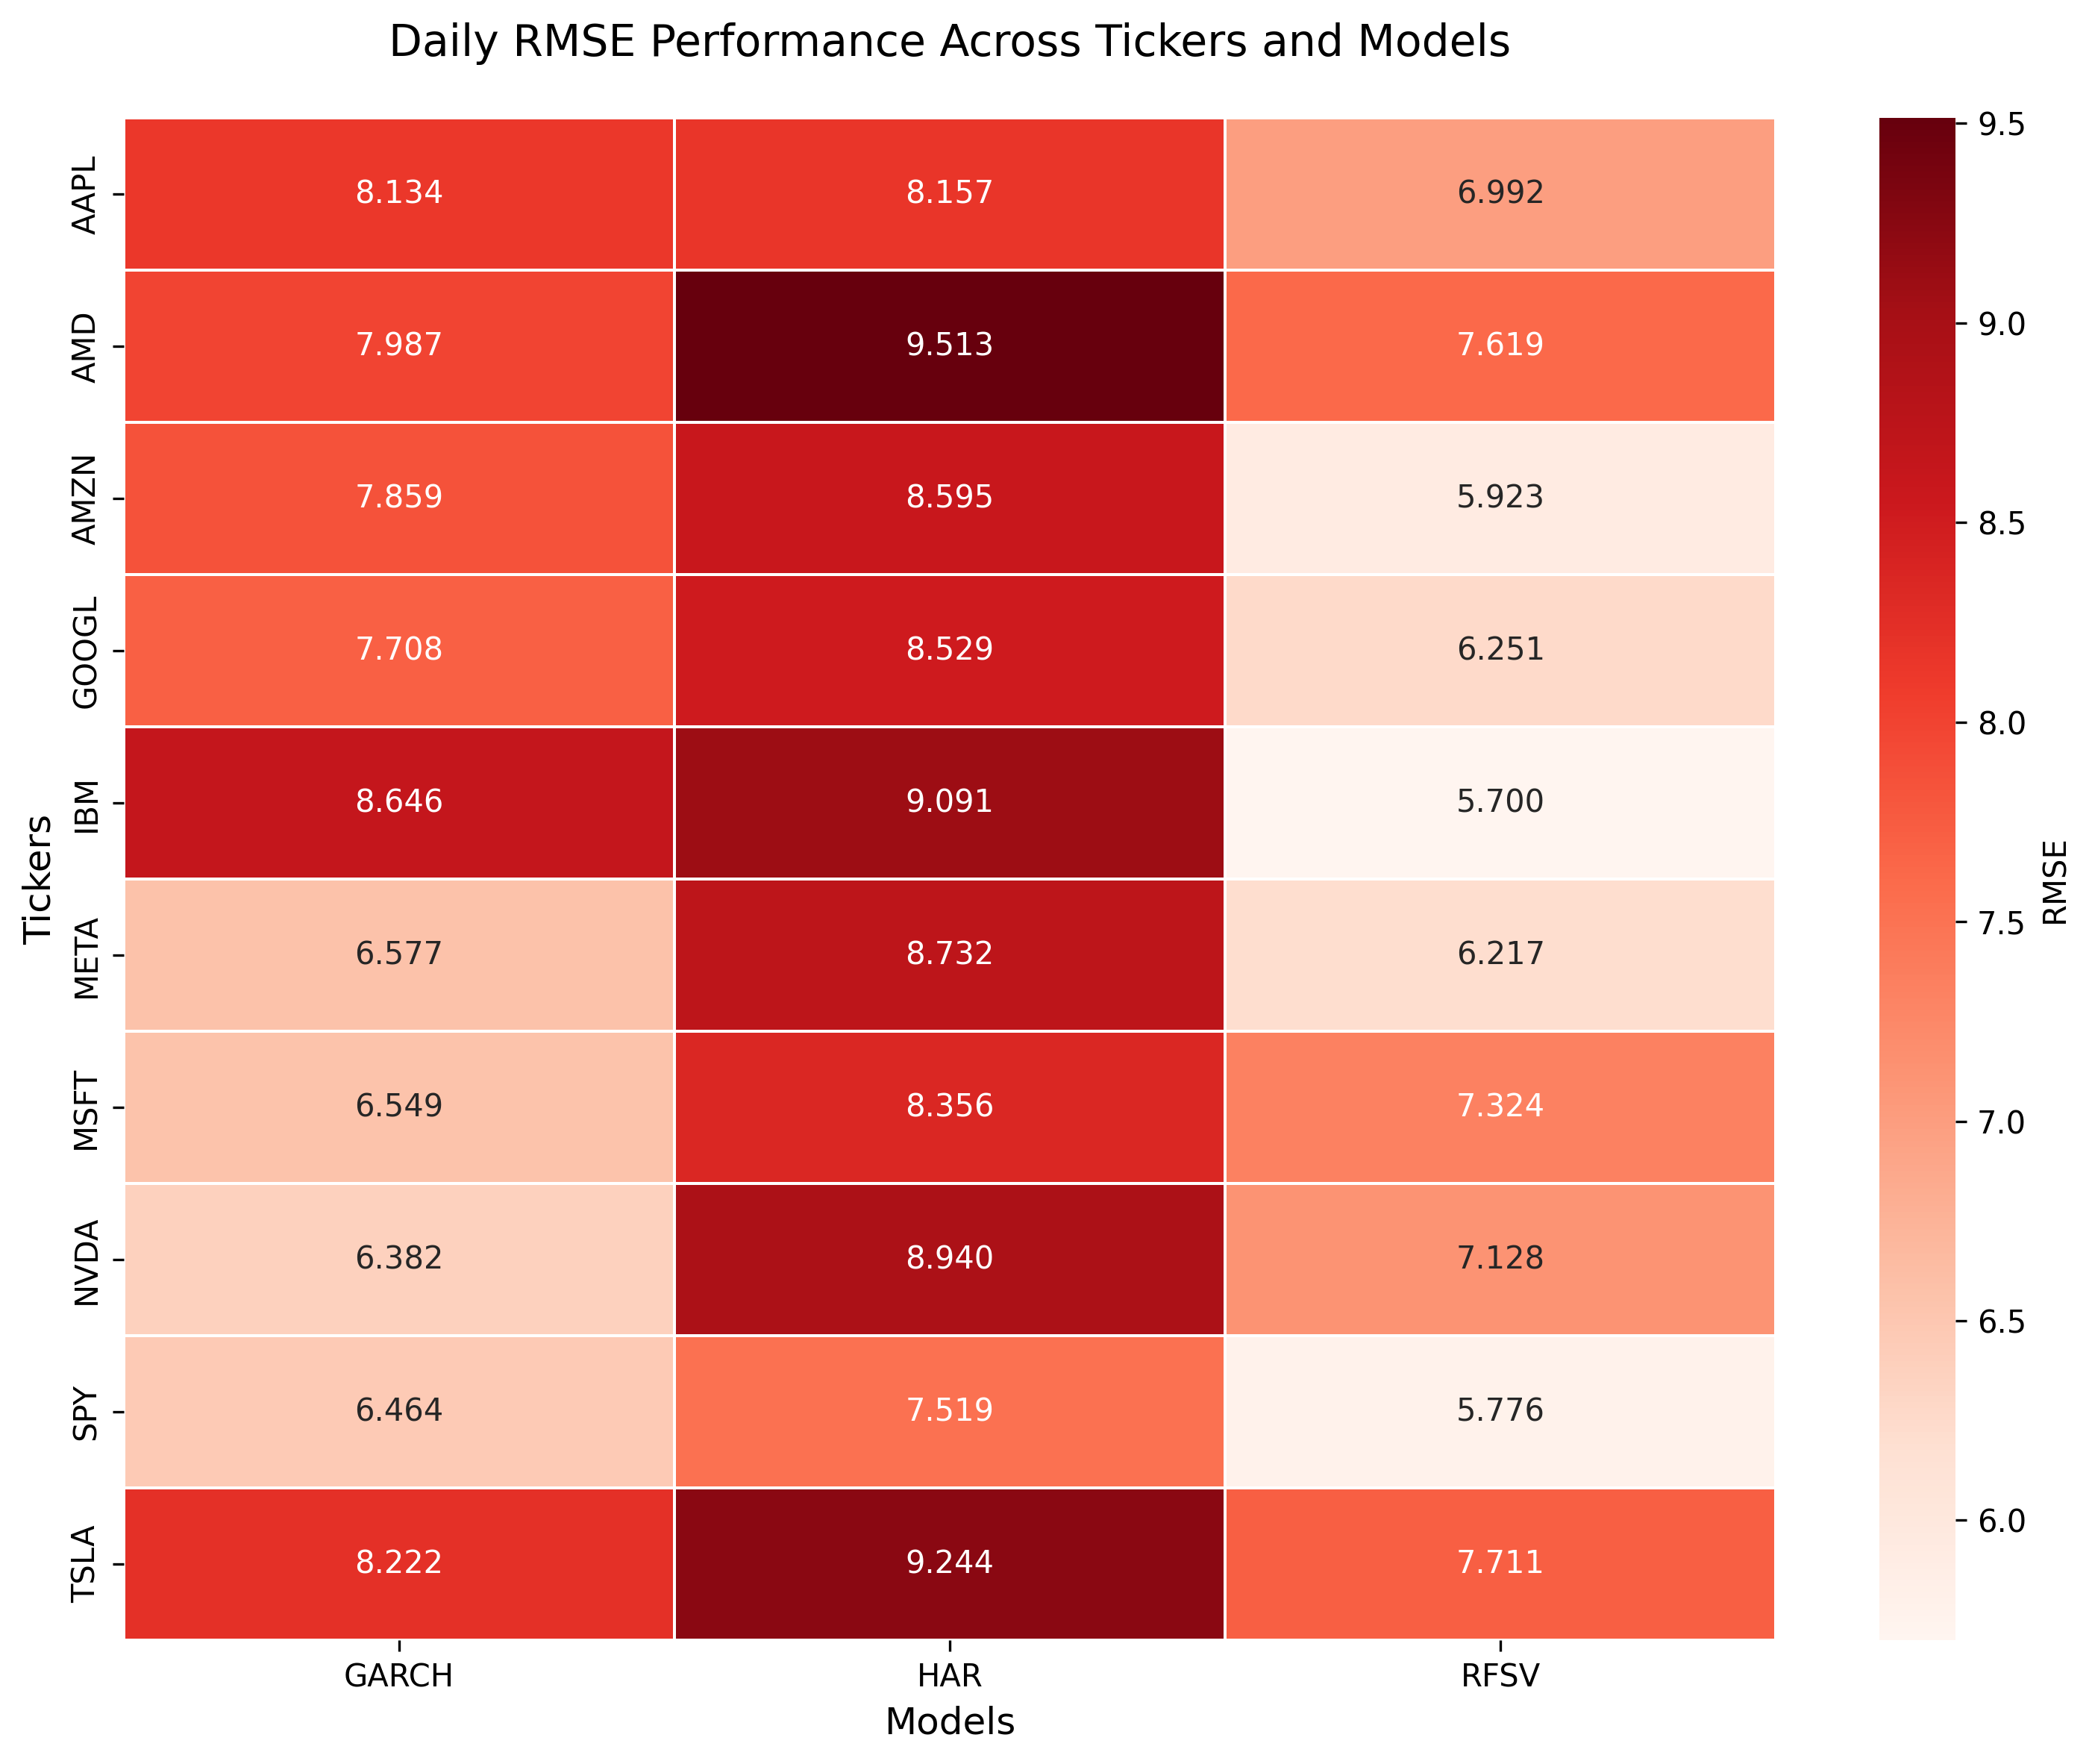 Daily RMSE Performance Across Tickers and Models
Tickers
AAPL 8.134 8.157 6.992
AMD 7.987 9.513 7.619
AMZN 7.859 8.595 5.923
GOOGL 7.708 8.529 6.251
IBM 8.646 9.091 5.700
META 6.577 8.732 6.217
MSFT 6.549 8.356 7.324
NVDA 6.382 8.940 7.128
SPY 6.464 7.519 5.776
TSLA 8.222 9.244 7.711
GARCH HAR RFSV
Models
9.5
9.0
8.5
8.0
7.5
7.0
6.5
6.0
RMSE